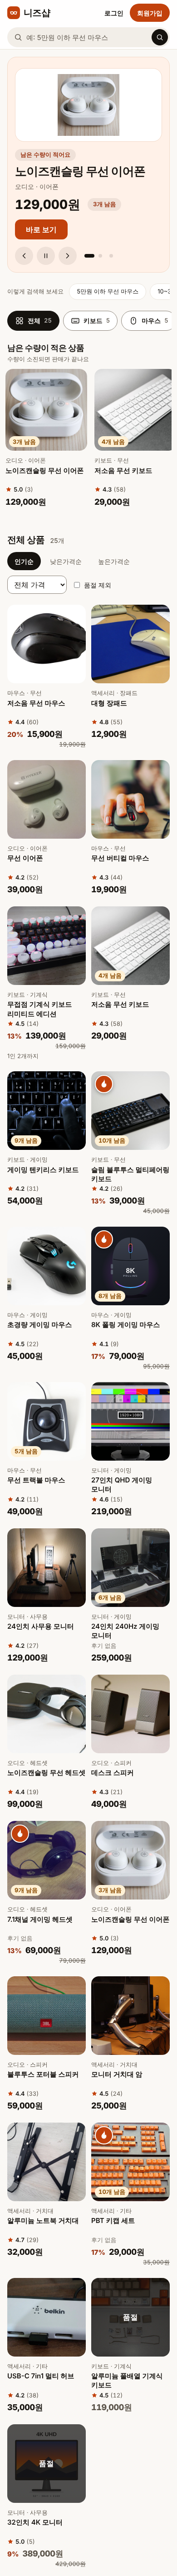 니즈샵
로그인
회원가입
예: 5만원 이하 무선 마우스
남은 수량이 적어요
노이즈캔슬링 무선 이어폰
오디오 · 이어폰
129,000원
3개 남음
바로 보기
이렇게 검색해 보세요
5만원 이하 무선 마우스
전체 25
키보드 5
마우스 5
남은 수량이 적은 상품
수량이 소진되면 판매가 끝나요
3개 남음
4개 남음
오디오 · 이어폰
키보드 · 무선
노이즈캔슬링 무선 이어폰
저소음 무선 키보드
★ 5.0 (3)
★ 4.3 (58)
129,000원
29,000원
전체 상품 25개
인기순
낮은가격순
높은가격순
전체 가격
품절 제외
마우스 · 무선
액세서리 · 장패드
저소음 무선 마우스
대형 장패드
★ 4.4 (60)
★ 4.8 (55)
20% 15,900원
12,900원
19,900원
오디오 · 이어폰
마우스 · 무선
무선 이어폰
무선 버티컬 마우스
★ 4.2 (52)
★ 4.3 (44)
39,000원
19,900원
4개 남음
키보드 · 기계식
키보드 · 무선
무접점 기계식 키보드
저소음 무선 키보드
리미티드 에디션
★ 4.5 (14)
★ 4.3 (58)
13% 139,000원
29,000원
159,000원
1인 2개까지
9개 남음
10개 남음
키보드 · 게이밍
키보드 · 무선
게이밍 텐키리스 키보드
슬림 블루투스 멀티페어링
키보드
★ 4.2 (31)
★ 4.2 (26)
54,000원
13% 39,000원
45,000원
8K
8개 남음
마우스 · 게이밍
마우스 · 게이밍
초경량 게이밍 마우스
8K 폴링 게이밍 마우스
★ 4.5 (22)
★ 4.1 (9)
45,000원
17% 79,000원
95,000원
5개 남음
마우스 · 무선
모니터 · 게이밍
무선 트랙볼 마우스
27인치 QHD 게이밍
모니터
★ 4.2 (11)
★ 4.6 (15)
49,000원
219,000원
6개 남음
모니터 · 사무용
모니터 · 게이밍
24인치 사무용 모니터
24인치 240Hz 게이밍
모니터
★ 4.2 (27)
후기 없음
129,000원
259,000원
오디오 · 헤드셋
오디오 · 스피커
노이즈캔슬링 무선 헤드셋
데스크 스피커
★ 4.4 (19)
★ 4.3 (21)
99,000원
49,000원
9개 남음
3개 남음
오디오 · 헤드셋
오디오 · 이어폰
7.1채널 게이밍 헤드셋
노이즈캔슬링 무선 이어폰
후기 없음
★ 5.0 (3)
13% 69,000원
129,000원
79,000원
오디오 · 스피커
액세서리 · 거치대
블루투스 포터블 스피커
모니터 거치대 암
★ 4.4 (33)
★ 4.5 (24)
59,000원
25,000원
10개 남음
액세서리 · 거치대
액세서리 · 기타
알루미늄 노트북 거치대
PBT 키캡 세트
★ 4.7 (29)
후기 없음
32,000원
17% 29,000원
35,000원
belkin
품절
액세서리 · 기타
키보드 · 기계식
USB-C 7in1 멀티 허브
알루미늄 풀배열 기계식
키보드
★ 4.2 (38)
★ 4.5 (12)
35,000원
119,000원
4K UHD
품절
모니터 · 사무용
32인치 4K 모니터
★ 5.0 (5)
9% 389,000원
429,000원